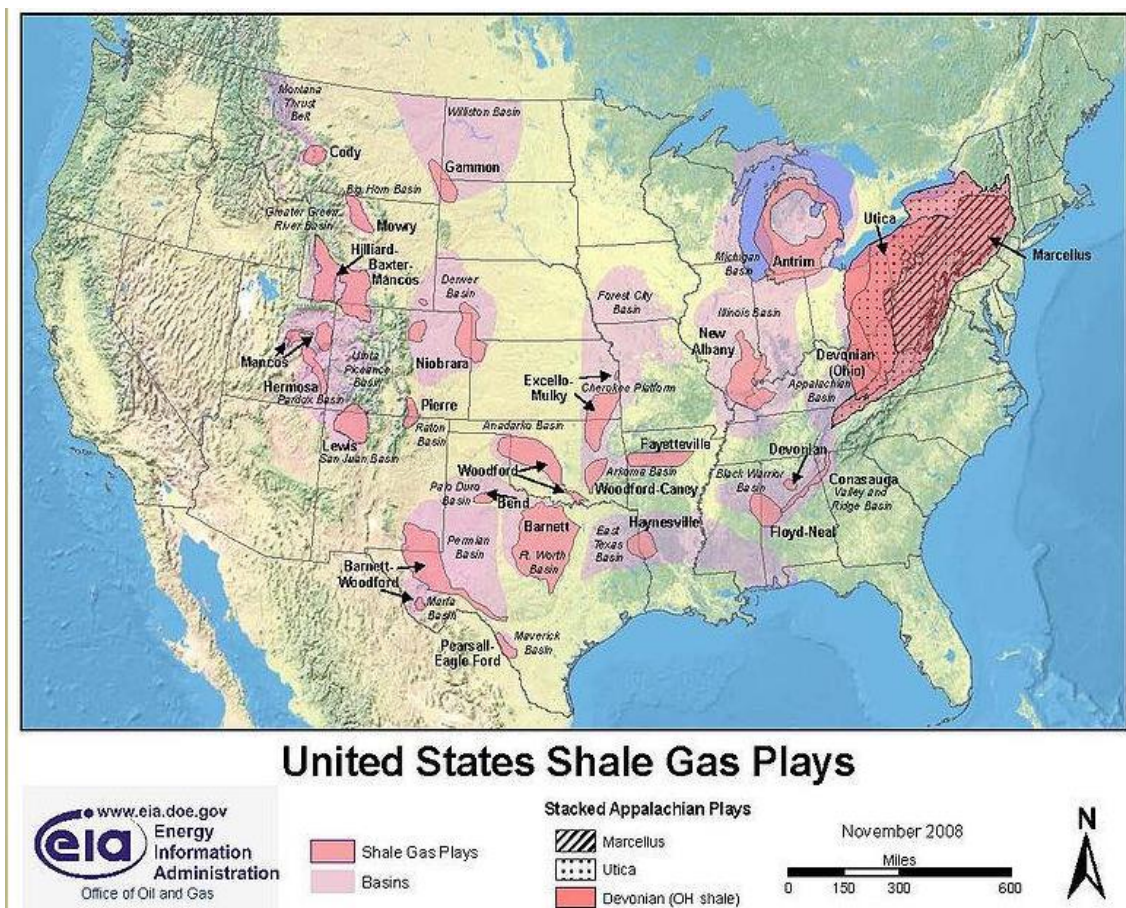 Montana
Thrust
Belt
Williston Basin
Cody
Gammon
Big Horn Basin
Greater Green
River Basin
Mowry
Hilliard-
Baxter-
Mancos
Utica
Marcellus
Michigan
Basin
Antrim
Denver
Basin
Forest City
Basin
Illinois Basin
New
Albany
Niobrara
Mancos
Uinta
Piceance
Basin
Hermosa
Paradox Basin
Devonian
(Ohio)
Appalachian
Basin
Excello-
Mulky
Cherokee Platform
Pierre
Raton
Basin
Anadarko Basin
Lewis
San Juan Basin
Fayetteville
Devonian
Woodford
Arkoma Basin
Woodford-Caney
Black Warrior
Basin
Conasauga
Valley and
Ridge Basin
Palo Duro
Basin
Bend
Barnett
Haynesville
Floyd-Neal
Permian
Basin
Ft. Worth
Basin
East
Texas
Basin
Barnett-
Woodford
Marfa
Basin
Pearsall-
Eagle Ford
Maverick
Basin
United States Shale Gas Plays
www.eia.doe.gov
eia
Energy
Information
Administration
Office of Oil and Gas
Shale Gas Plays
Basins
Stacked Appalachian Plays
Marcellus
Utica
Devonian (OH shale)
November 2008
Miles
0 150 300 600
N